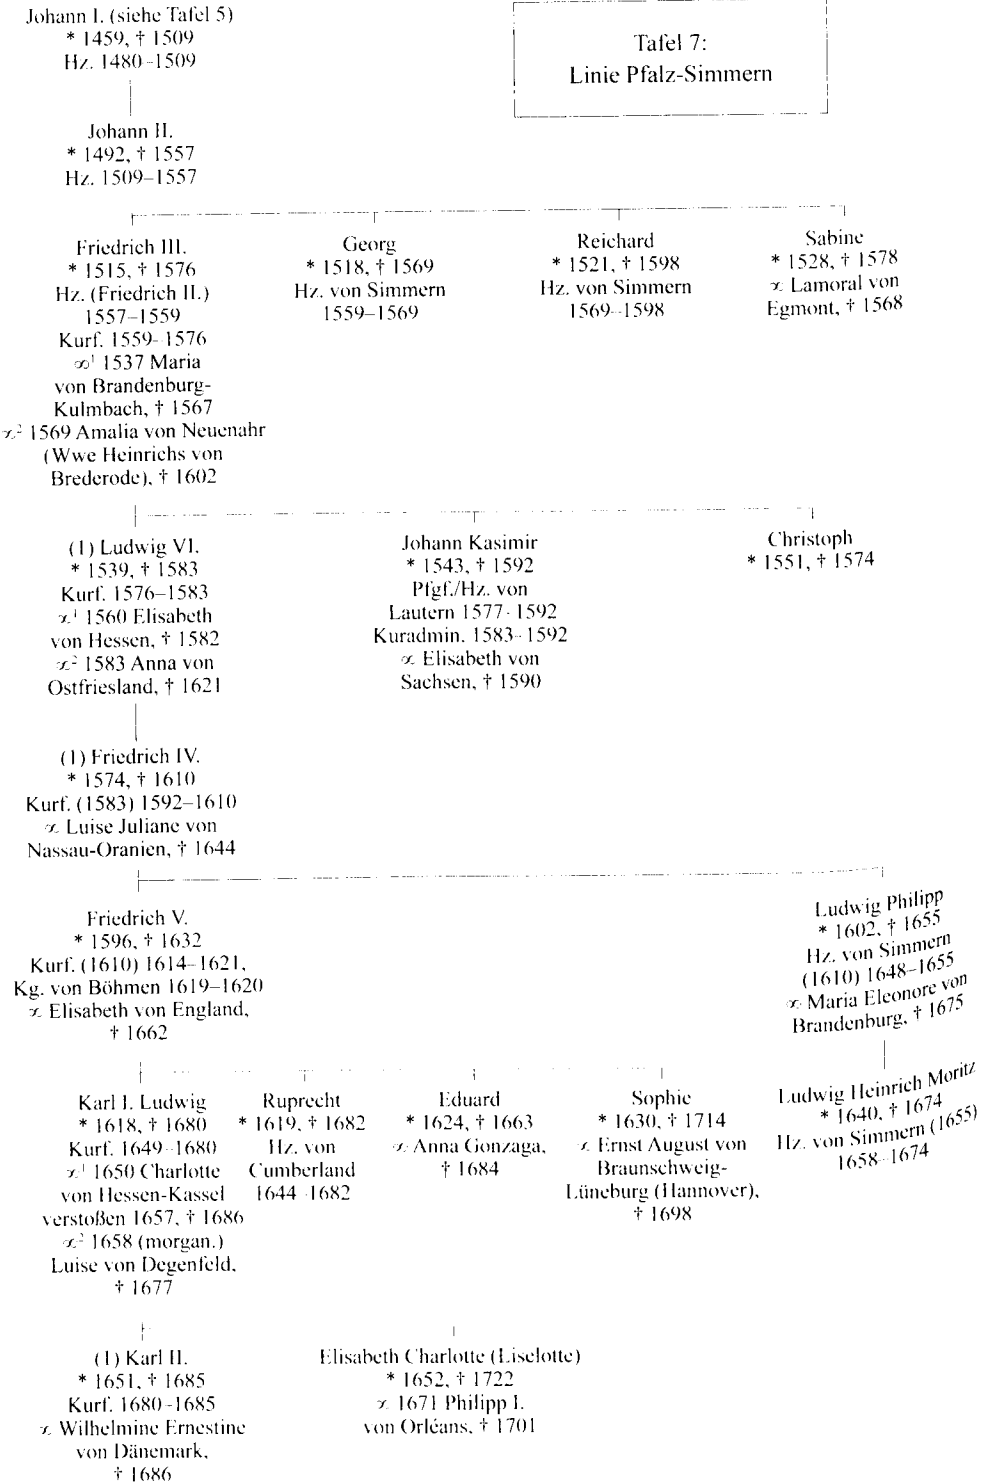 Johann I. (siehe Tafel 5)
* 1459, † 1509
Hz. 1480-1509
Tafel 7:
Linie Pfalz-Simmern
Johann II.
* 1492, † 1557
Hz. 1509–1557
Friedrich III.
* 1515, † 1576
Hz. (Friedrich II.)
1557–1559
Kurf. 1559-1576
∞¹ 1537 Maria
von Brandenburg-
Kulmbach, † 1567
∞² 1569 Amalia von Neuenahr
(Wwe Heinrichs von
Brederode), † 1602
Georg
* 1518, † 1569
Hz. von Simmern
1559–1569
Reichard
* 1521, † 1598
Hz. von Simmern
1569-1598
Sabine
* 1528, † 1578
∞ Lamoral von
Egmont, † 1568
(1) Ludwig VI.
* 1539, † 1583
Kurf. 1576–1583
∞¹ 1560 Elisabeth
von Hessen, † 1582
∞² 1583 Anna von
Ostfriesland, † 1621
Johann Kasimir
* 1543, † 1592
Pfgf./Hz. von
Lautern 1577-1592
Kuradmin. 1583-1592
∞ Elisabeth von
Sachsen, † 1590
Christoph
* 1551, † 1574
(1) Friedrich IV.
* 1574, † 1610
Kurf. (1583) 1592–1610
∞ Luise Juliane von
Nassau-Oranien, † 1644
Friedrich V.
* 1596, † 1632
Kurf. (1610) 1614–1621,
Kg. von Böhmen 1619–1620
∞ Elisabeth von England,
† 1662
Ludwig Philipp
* 1602, † 1655
Hz. von Simmern
(1610) 1648–1655
∞ Maria Eleonore von
Brandenburg, † 1675
Karl I. Ludwig
* 1618, † 1680
Kurf. 1649-1680
∞¹ 1650 Charlotte
von Hessen-Kassel
verstoßen 1657, † 1686
∞² 1658 (morgan.)
Luise von Degenfeld,
† 1677
Ruprecht
* 1619, † 1682
Hz. von
Cumberland
1644-1682
Eduard
* 1624, † 1663
∞ Anna Gonzaga,
† 1684
Sophie
* 1630, † 1714
∞ Ernst August von
Braunschweig-
Lüneburg (Hannover),
† 1698
Ludwig Heinrich Moritz
* 1640, † 1674
Hz. von Simmern (1655)
1658-1674
(1) Karl II.
* 1651, † 1685
Kurf. 1680-1685
∞ Wilhelmine Ernestine
von Dänemark,
† 1686
Elisabeth Charlotte (Liselotte)
* 1652, † 1722
∞ 1671 Philipp I.
von Orléans, † 1701